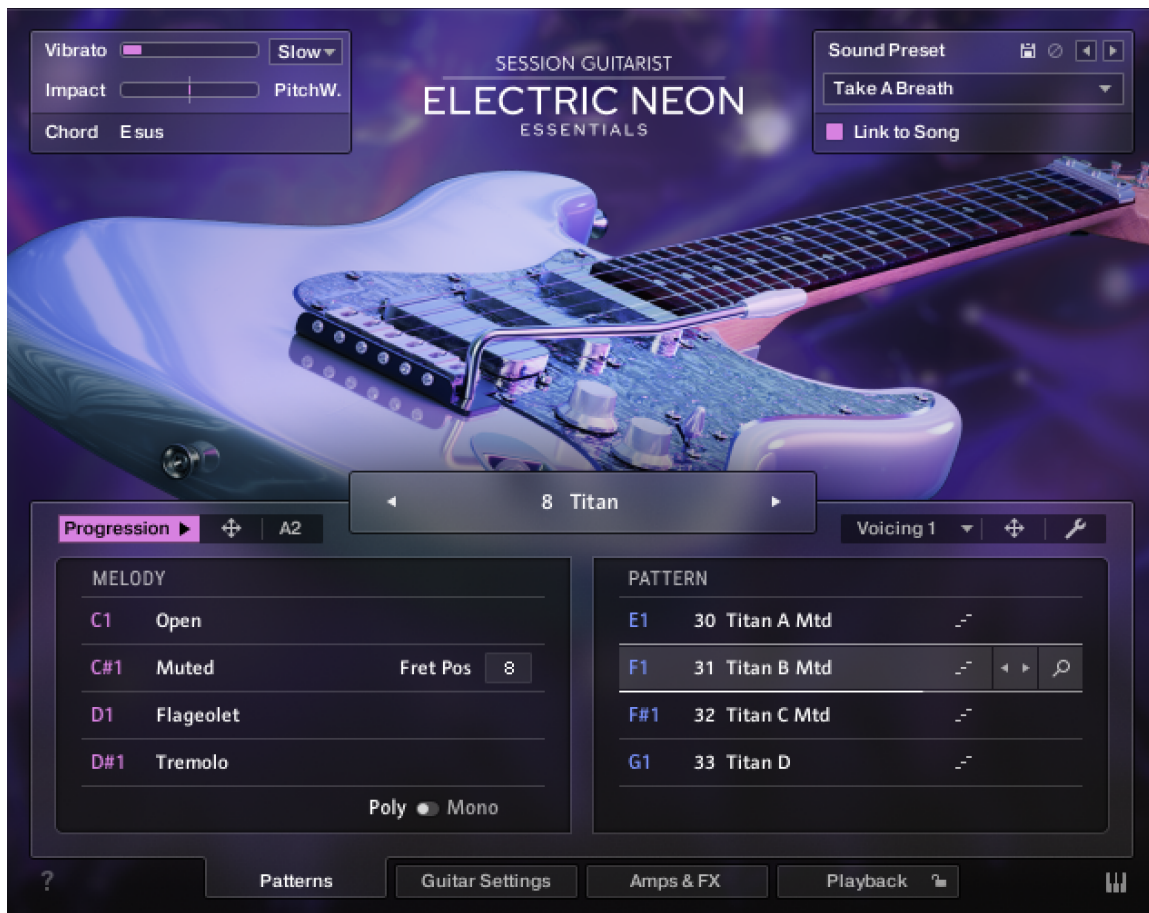 Vibrato Slow
Impact PitchW.
Chord E sus
SESSION GUITARIST
ELECTRIC NEON
ESSENTIALS
Sound Preset
Take A Breath
Link to Song
8 Titan
Progression A2
Voicing 1
MELODY
C1 Open
C#1 Muted Fret Pos 8
D1 Flageolet
D#1 Tremolo
Poly Mono
PATTERN
E1 30 Titan A Mtd
F1 31 Titan B Mtd
F#1 32 Titan C Mtd
G1 33 Titan D
? Patterns Guitar Settings Amps & FX Playback